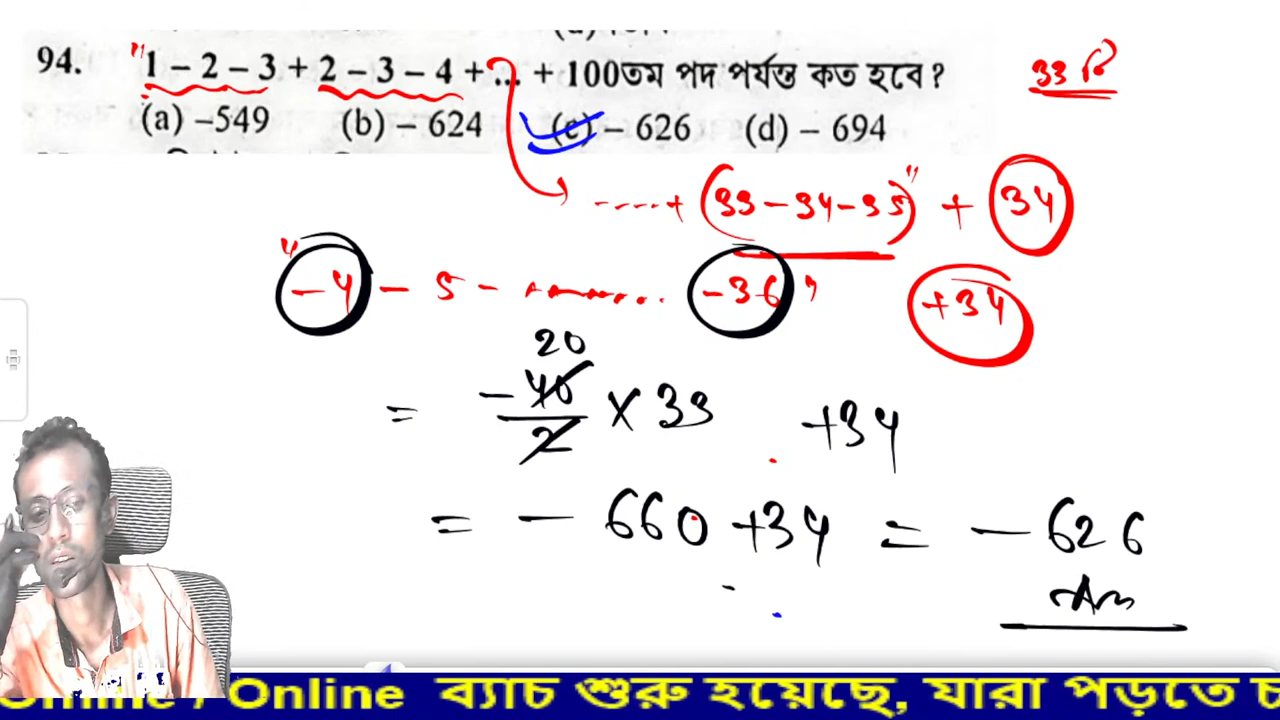 94. 1 – 2 – 3 + 2 – 3 – 4 + ... + 100তম পদ পর্যন্ত কত হবে?
33 টি
(a) –549 (b) – 624 (c) – 626 (d) – 694
.....+ (33 – 34 – 35) + 34
" –4 – 5 – ......... –36 " +34
20
= –40/2 × 33 +34
= – 660 +34 = – 626
Ans
Online / Online ব্যাচ শুরু হয়েছে, যারা পড়তে চ